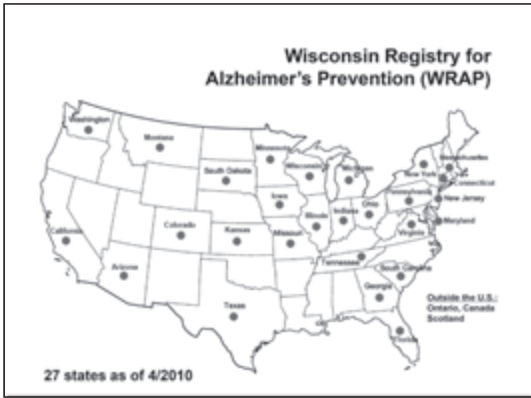 Wisconsin Registry for
Alzheimer's Prevention (WRAP)
Washington
Montana
Minnesota
Massachusetts
Wisconsin
Michigan
New York
South Dakota
Connecticut
Iowa
Pennsylvania
Ohio
New Jersey
Illinois
Indiana
Maryland
Colorado
Kansas
Missouri
Virginia
California
Tennessee
Arizona
South Carolina
Georgia
Texas
Florida
Outside the U.S.:
Ontario, Canada
Scotland
27 states as of 4/2010